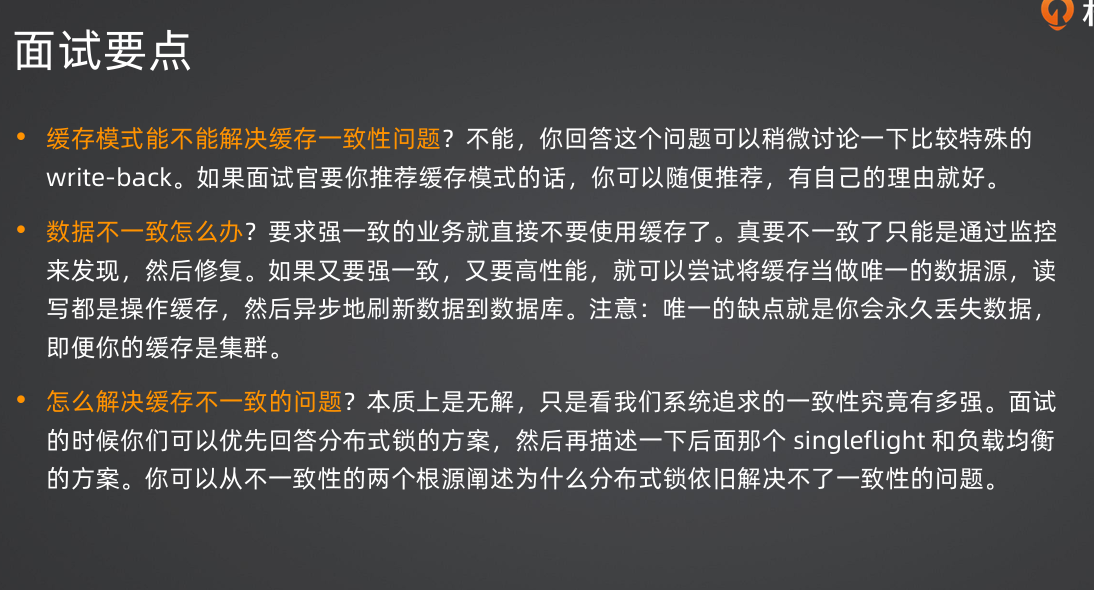 面试要点
• 缓存模式能不能解决缓存一致性问题？不能，你回答这个问题可以稍微讨论一下比较特殊的
write-back。如果面试官要你推荐缓存模式的话，你可以随便推荐，有自己的理由就好。
• 数据不一致怎么办？要求强一致的业务就直接不要使用缓存了。真要不一致了只能是通过监控
来发现，然后修复。如果又要强一致，又要高性能，就可以尝试将缓存当做唯一的数据源，读
写都是操作缓存，然后异步地刷新数据到数据库。注意：唯一的缺点就是你会永久丢失数据，
即便你的缓存是集群。
• 怎么解决缓存不一致的问题？本质上是无解，只是看我们系统追求的一致性究竟有多强。面试
的时候你们可以优先回答分布式锁的方案，然后再描述一下后面那个 singleflight 和负载均衡
的方案。你可以从不一致性的两个根源阐述为什么分布式锁依旧解决不了一致性的问题。